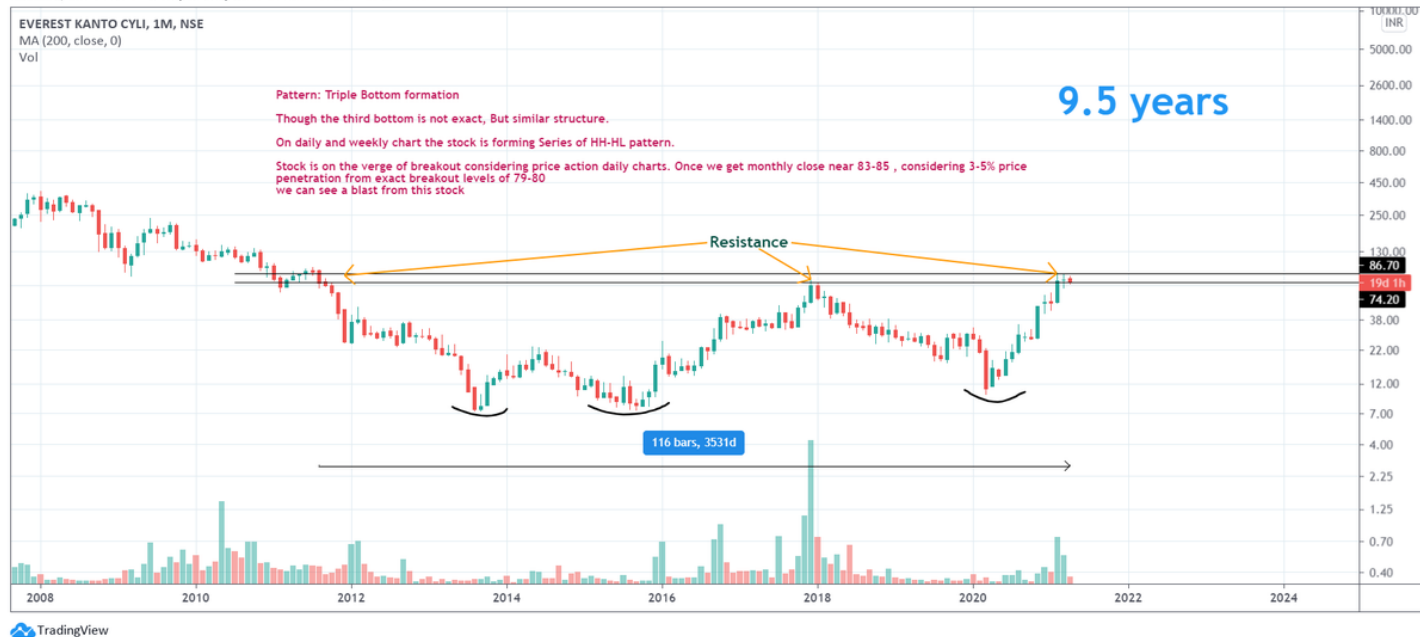 EVEREST KANTO CYLI, 1M, NSE
MA (200, close, 0)
Vol
Pattern: Triple Bottom formation
Though the third bottom is not exact, But similar structure.
On daily and weekly chart the stock is forming Series of HH-HL pattern.
Stock is on the verge of breakout considering price action daily charts. Once we get monthly close near 83-85 , considering 3-5% price
penetration from exact breakout levels of 79-80
we can see a blast from this stock
9.5 years
Resistance
116 bars, 3531d
10000.00
INR
5000.00
2600.00
1400.00
800.00
450.00
250.00
130.00
86.70
19d 1h
74.20
38.00
22.00
12.00
7.00
4.00
2.25
1.25
0.70
0.40
2008
2010
2012
2014
2016
2018
2020
2022
2024
TradingView